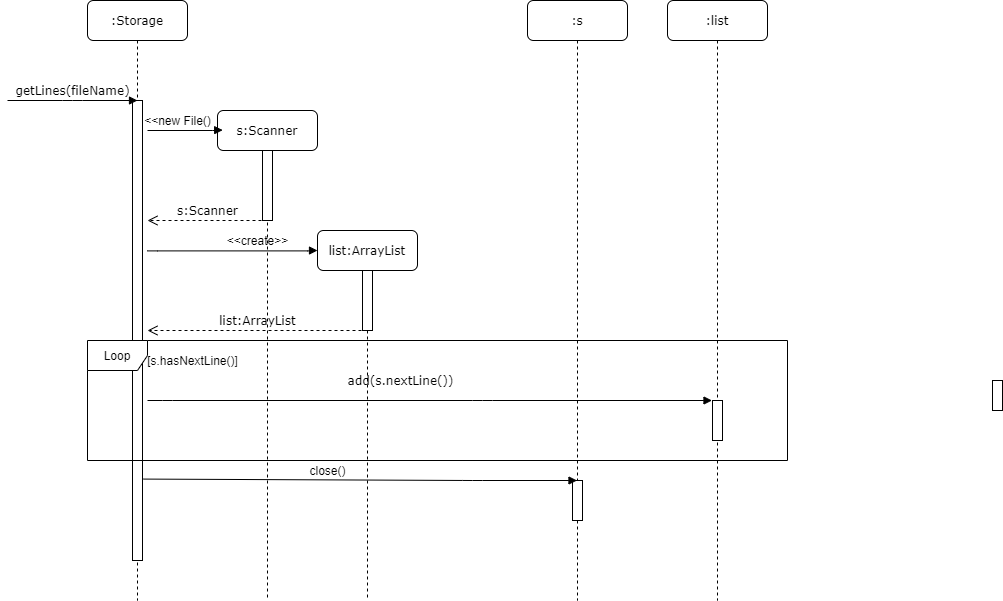 :Storage
:s
:list
getLines(fileName)
<<new File()
s:Scanner
s:Scanner
<<create>>
list:ArrayList
list:ArrayList
Loop
[s.hasNextLine()]
add(s.nextLine())
close()